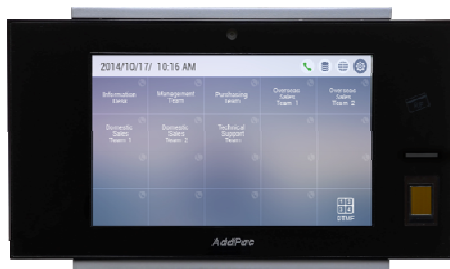 2014/10/17/ 10:16 AM
Information
Management
Team
Purchasing
Overseas
Sales
Team 1
Overseas
Sales
Team 2
Domestic
Sales
Team 1
Domestic
Sales
Team 2
Technical
Support
Team
AddPac